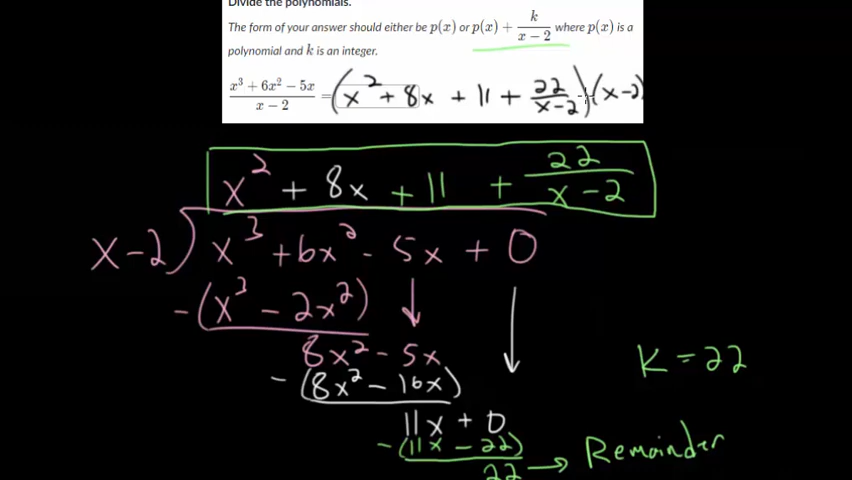 Divide the polynomials.
The form of your answer should either be p(x) or p(x) + k/(x − 2) where p(x) is a
polynomial and k is an integer.
(x³ + 6x² − 5x)/(x − 2) = (x² + 8x + 11 + 22/(x−2))(x−2)
x² + 8x + 11 + 22/(x−2)
x−2) x³ + 6x² − 5x + 0
−(x³ − 2x²)
8x² − 5x
K = 22
−(8x² − 16x)
11x + 0
−(11x − 22) → Remainder
22